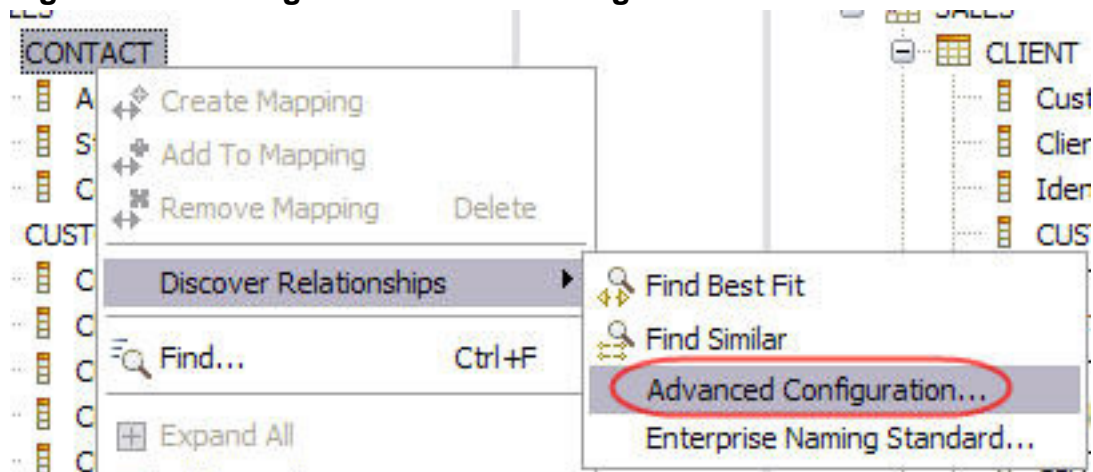 CONTACT
CLIENT
Create Mapping
Add To Mapping
Remove Mapping Delete
Discover Relationships
Find... Ctrl+F
Expand All
Find Best Fit
Find Similar
Advanced Configuration...
Enterprise Naming Standard...